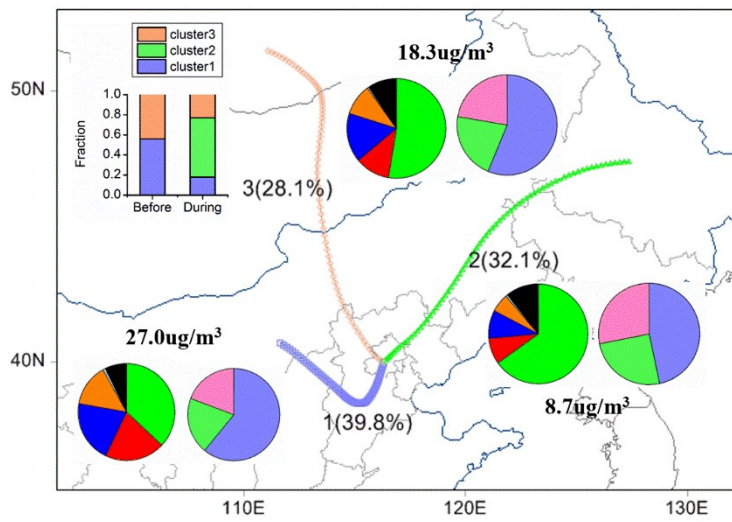 cluster3
cluster2
cluster1
50N
18.3ug/m³
1.0
0.8
0.6
0.4
0.2
0.0
Fraction
Before
During
3(28.1%)
2(32.1%)
27.0ug/m³
40N
8.7ug/m³
1(39.8%)
110E
120E
130E